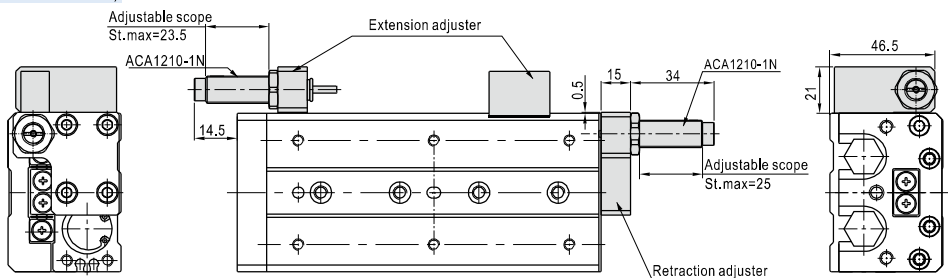 Adjustable scope
St.max=23.5
Extension adjuster
ACA1210-1N
14.5
0.5
15
34
ACA1210-1N
Adjustable scope
St.max=25
Retraction adjuster
46.5
21